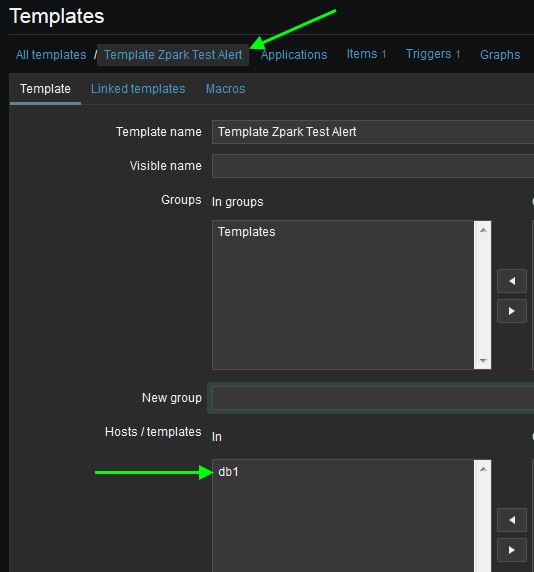 Templates
All templates / Template Zpark Test Alert Applications Items 1 Triggers 1 Graphs
Template Linked templates Macros
Template name Template Zpark Test Alert
Visible name
Groups In groups
Templates
New group
Hosts / templates In
db1